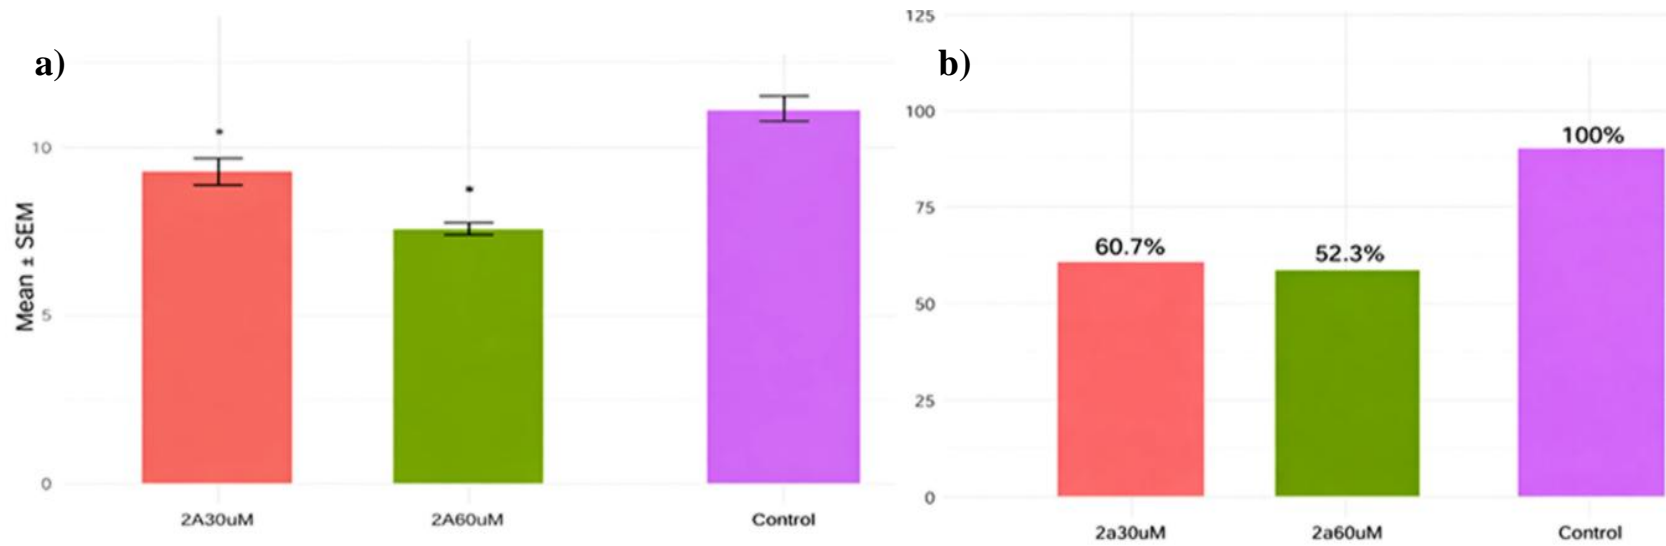 a)
Mean ± SEM
10
5
0
*
*
2A30uM
2A60uM
Control
b)
125
100
75
50
25
0
60.7%
52.3%
100%
2a30uM
2a60uM
Control